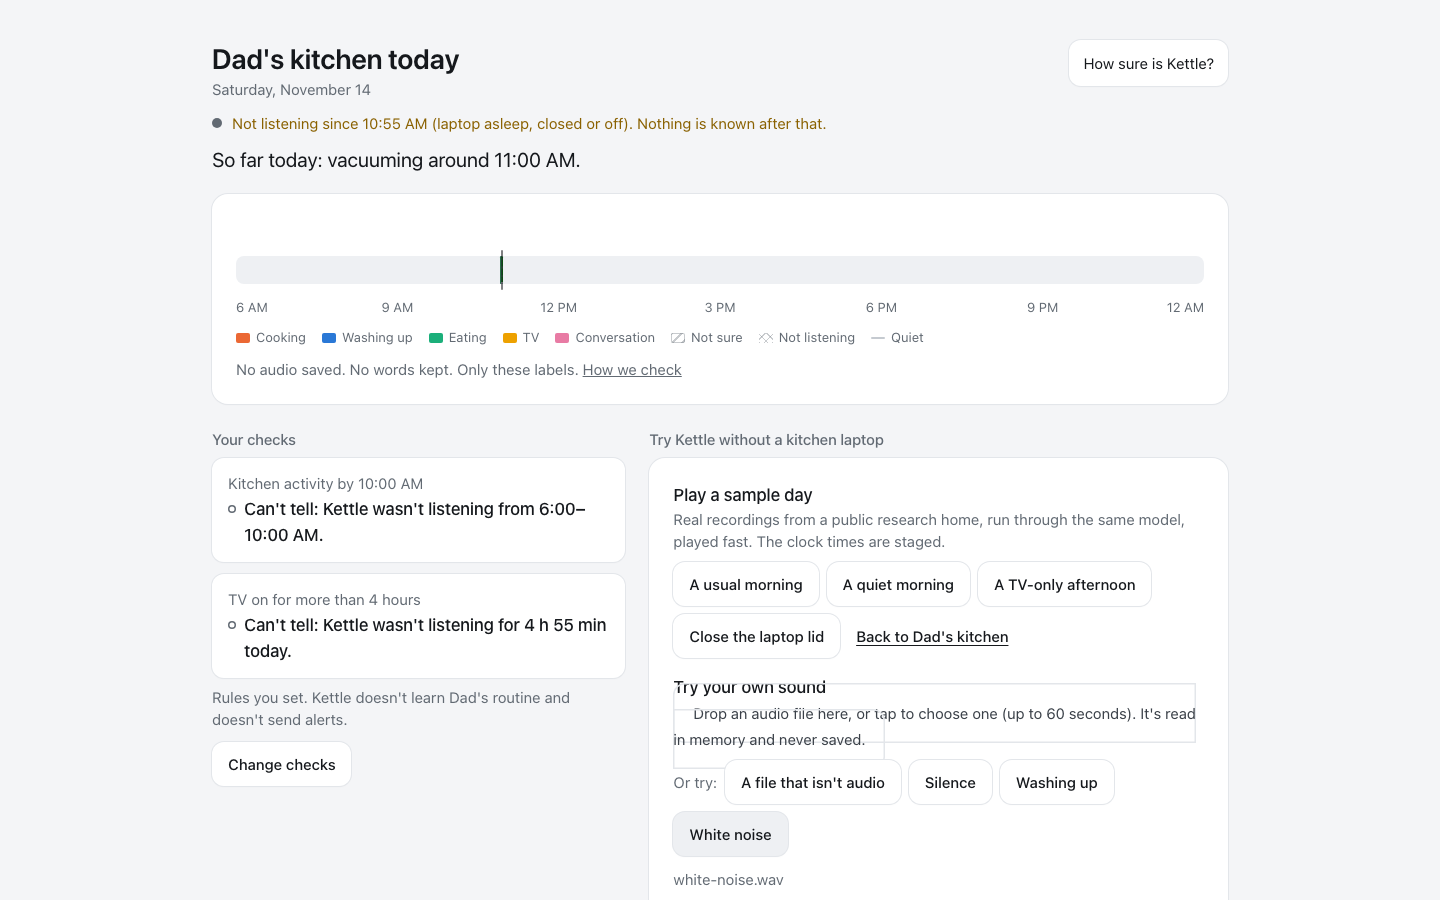 Dad's kitchen today
How sure is Kettle?
Saturday, November 14
Not listening since 10:55 AM (laptop asleep, closed or off). Nothing is known after that.
So far today: vacuuming around 11:00 AM.
6 AM 9 AM 12 PM 3 PM 6 PM 9 PM 12 AM
Cooking Washing up Eating TV Conversation Not sure Not listening Quiet
No audio saved. No words kept. Only these labels. How we check
Your checks
Kitchen activity by 10:00 AM
Can't tell: Kettle wasn't listening from 6:00–
10:00 AM.
TV on for more than 4 hours
Can't tell: Kettle wasn't listening for 4 h 55 min
today.
Rules you set. Kettle doesn't learn Dad's routine and
doesn't send alerts.
Change checks
Try Kettle without a kitchen laptop
Play a sample day
Real recordings from a public research home, run through the same model,
played fast. The clock times are staged.
A usual morning A quiet morning A TV-only afternoon
Close the laptop lid Back to Dad's kitchen
Try your own sound
Drop an audio file here, or tap to choose one (up to 60 seconds). It's read
in memory and never saved.
Or try: A file that isn't audio Silence Washing up
White noise
white-noise.wav